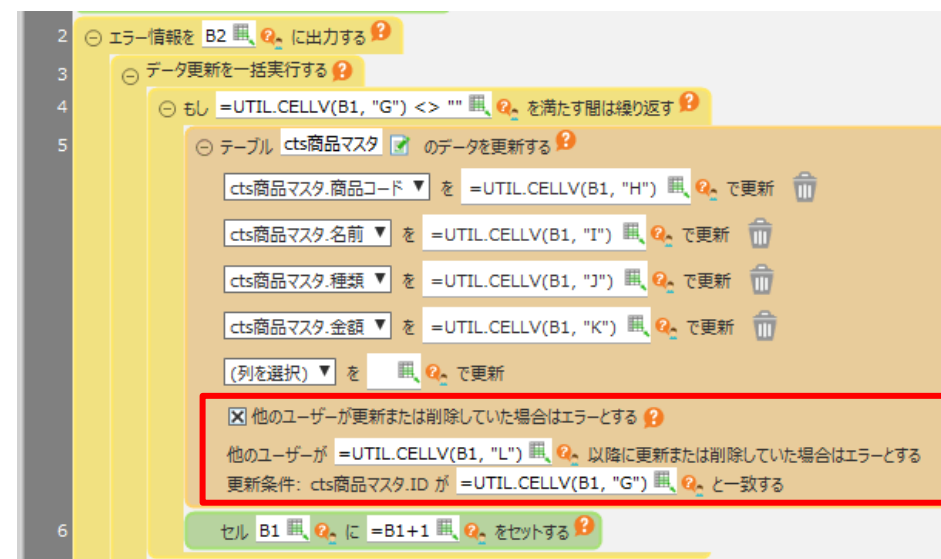 2 エラー情報を B2 に出力する
3 データ更新を一括実行する
4 もし =UTIL.CELLV(B1, "G") <> "" を満たす間は繰り返す
5 テーブル cts商品マスタ のデータを更新する
cts商品マスタ.商品コード ▼ を =UTIL.CELLV(B1, "H") で更新
cts商品マスタ.名前 ▼ を =UTIL.CELLV(B1, "I") で更新
cts商品マスタ.種類 ▼ を =UTIL.CELLV(B1, "J") で更新
cts商品マスタ.金額 ▼ を =UTIL.CELLV(B1, "K") で更新
(列を選択) ▼ を で更新
他のユーザーが更新または削除していた場合はエラーとする
他のユーザーが =UTIL.CELLV(B1, "L") 以降に更新または削除していた場合はエラーとする
更新条件: cts商品マスタ.ID が =UTIL.CELLV(B1, "G") と一致する
6 セル B1 に =B1+1 をセットする